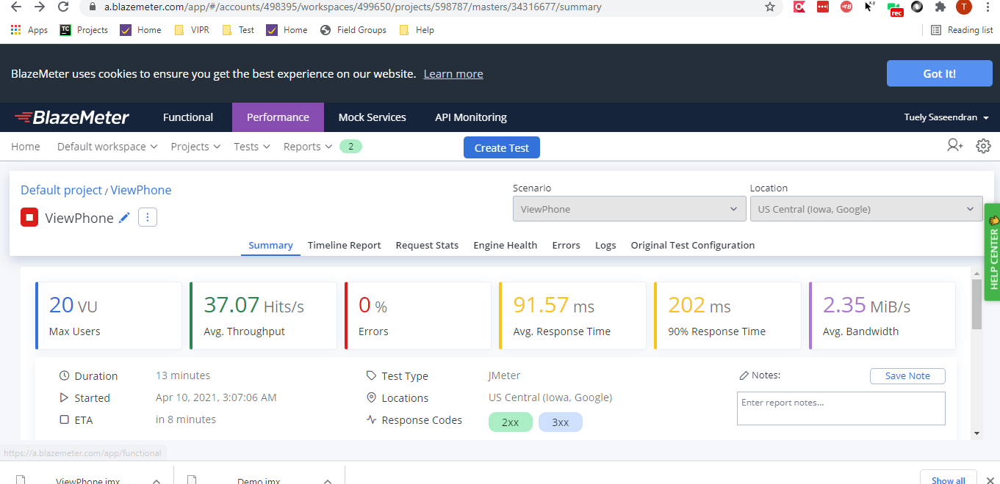 a.blazemeter.com/app/#/accounts/498395/workspaces/499650/projects/598787/masters/34316677/summary
rec
T
Apps TC Projects Home VIPR Test Home Field Groups Help Reading list
BlazeMeter uses cookies to ensure you get the best experience on our website. Learn more Got It!
BlazeMeter Functional Performance Mock Services API Monitoring Tuely Saseendran
Home Default workspace Projects Tests Reports 2 Create Test
Default project / ViewPhone
Scenario Location
ViewPhone ViewPhone US Central (Iowa, Google)
HELP CENTER
Summary Timeline Report Request Stats Engine Health Errors Logs Original Test Configuration
20 VU 37.07 Hits/s 0 % 91.57 ms 202 ms 2.35 MiB/s
Max Users Avg. Throughput Errors Avg. Response Time 90% Response Time Avg. Bandwidth
Duration 13 minutes Test Type JMeter Notes: Save Note
Started Apr 10, 2021, 3:07:06 AM Locations US Central (Iowa, Google) Enter report notes...
ETA in 8 minutes Response Codes 2xx 3xx
https://a.blazemeter.com/app/functional
ViewPhone.jmx Demo.jmx Show all